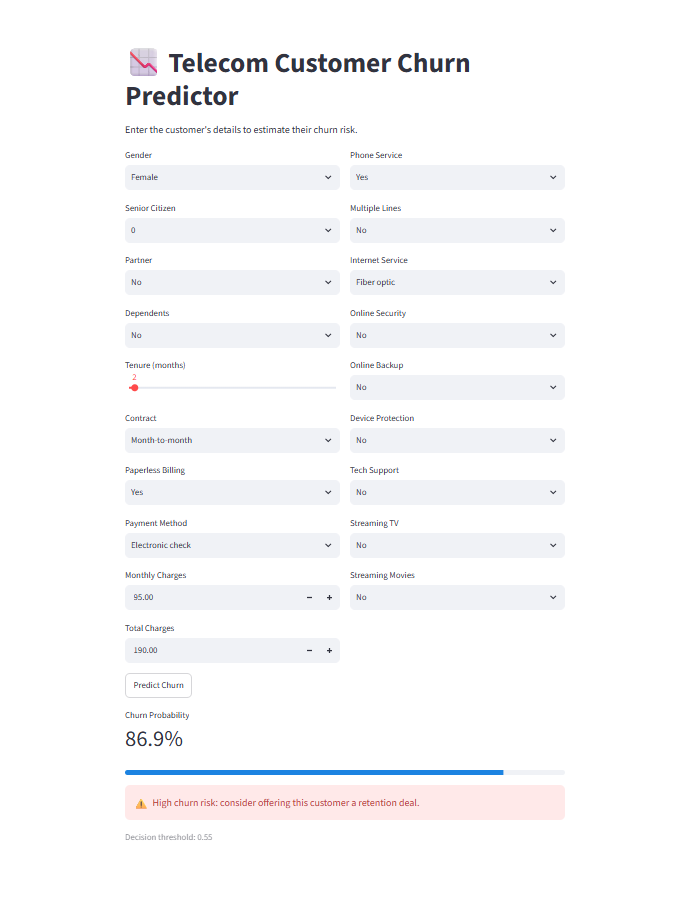 Telecom Customer Churn
Predictor
Enter the customer's details to estimate their churn risk.
Gender
Female
Phone Service
Yes
Senior Citizen
0
Multiple Lines
No
Partner
No
Internet Service
Fiber optic
Dependents
No
Online Security
No
Tenure (months)
2
Online Backup
No
Contract
Month-to-month
Device Protection
No
Paperless Billing
Yes
Tech Support
No
Payment Method
Electronic check
Streaming TV
No
Monthly Charges
95.00
Streaming Movies
No
Total Charges
190.00
Predict Churn
Churn Probability
86.9%
High churn risk: consider offering this customer a retention deal.
Decision threshold: 0.55